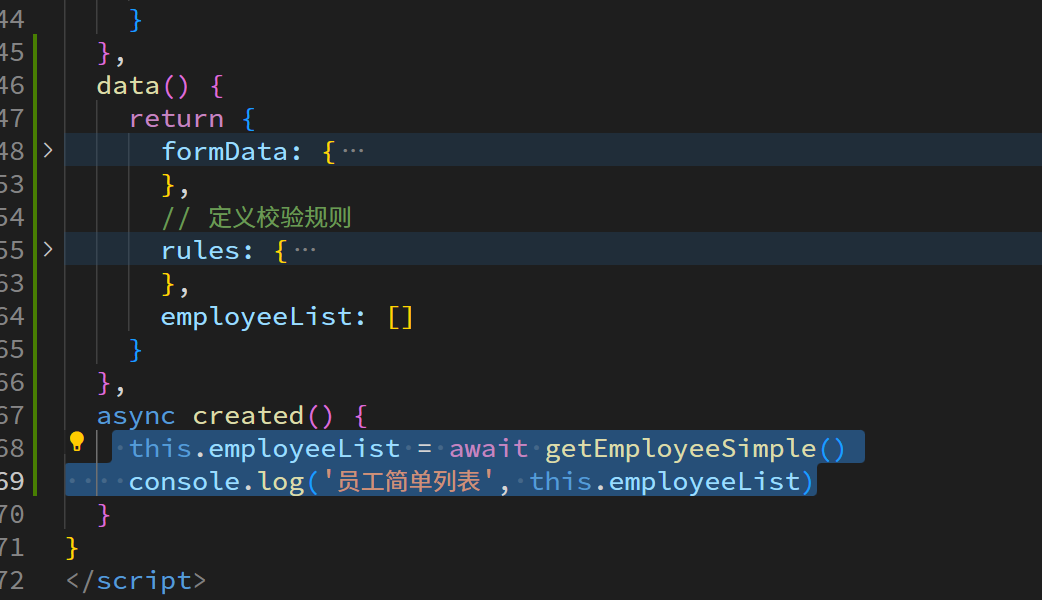 44 }
45 },
46 data() {
47 return {
48 formData: {…
53 },
54 // 定义校验规则
55 rules: {…
63 },
64 employeeList: []
65 }
66 },
67 async created() {
68 this.employeeList = await getEmployeeSimple()
69 console.log('员工简单列表', this.employeeList)
70 }
71 }
72 </script>